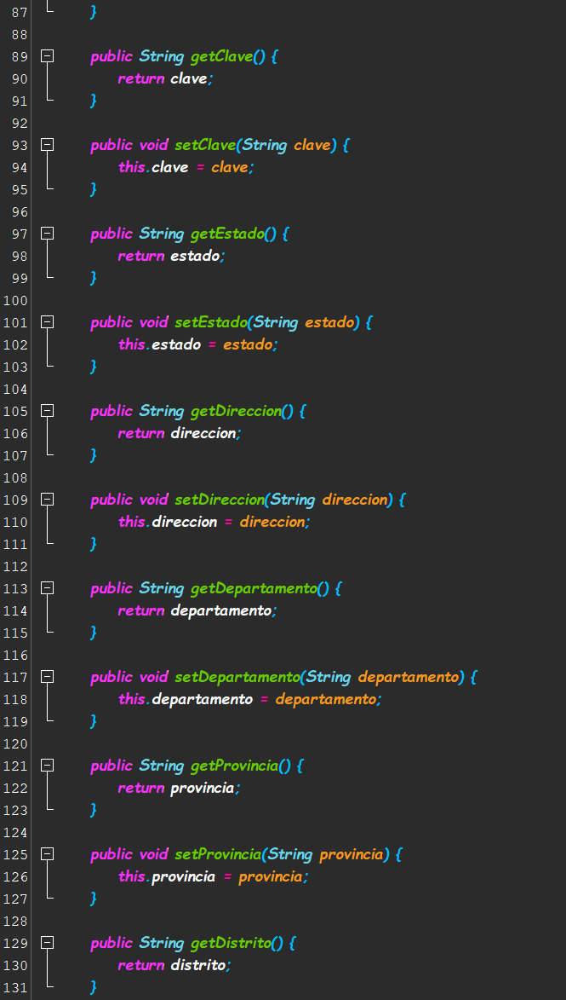 87 }
88
89 public String getClave() {
90 return clave;
91 }
92
93 public void setClave(String clave) {
94 this.clave = clave;
95 }
96
97 public String getEstado() {
98 return estado;
99 }
100
101 public void setEstado(String estado) {
102 this.estado = estado;
103 }
104
105 public String getDireccion() {
106 return direccion;
107 }
108
109 public void setDireccion(String direccion) {
110 this.direccion = direccion;
111 }
112
113 public String getDepartamento() {
114 return departamento;
115 }
116
117 public void setDepartamento(String departamento) {
118 this.departamento = departamento;
119 }
120
121 public String getProvincia() {
122 return provincia;
123 }
124
125 public void setProvincia(String provincia) {
126 this.provincia = provincia;
127 }
128
129 public String getDistrito() {
130 return distrito;
131 }